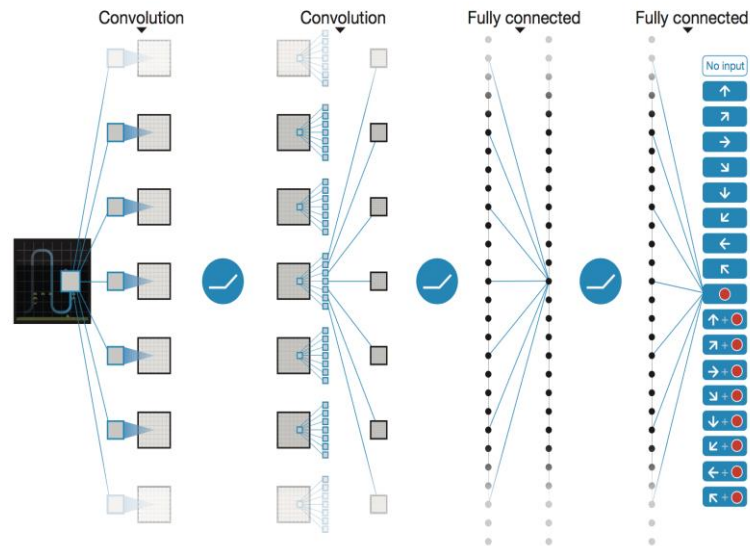 Convolution
Convolution
Fully connected
Fully connected
No input
+
+
+
+
+
+
+
+